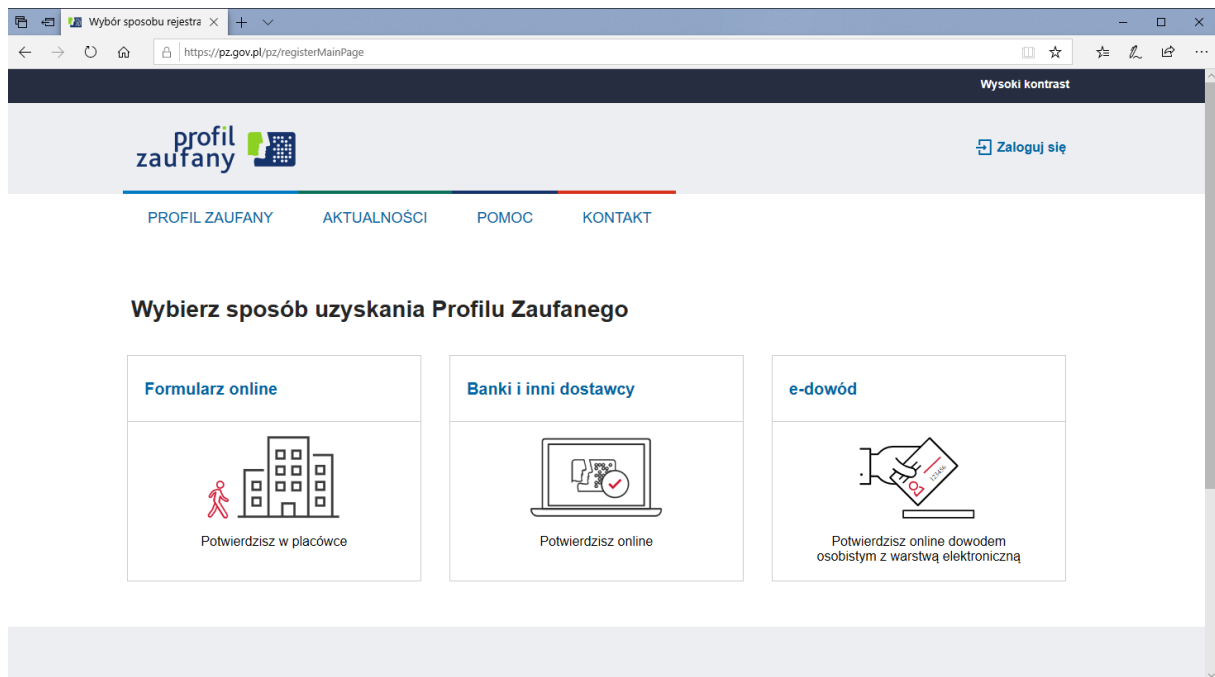 Wybór sposobu rejestra
https://pz.gov.pl/pz/registerMainPage
Wysoki kontrast
profil
zaufany
Zaloguj się
PROFIL ZAUFANY AKTUALNOŚCI POMOC KONTAKT
Wybierz sposób uzyskania Profilu Zaufanego
Formularz online
Potwierdzisz w placówce
Banki i inni dostawcy
Potwierdzisz online
e-dowód
123456
Potwierdzisz online dowodem
osobistym z warstwą elektroniczną